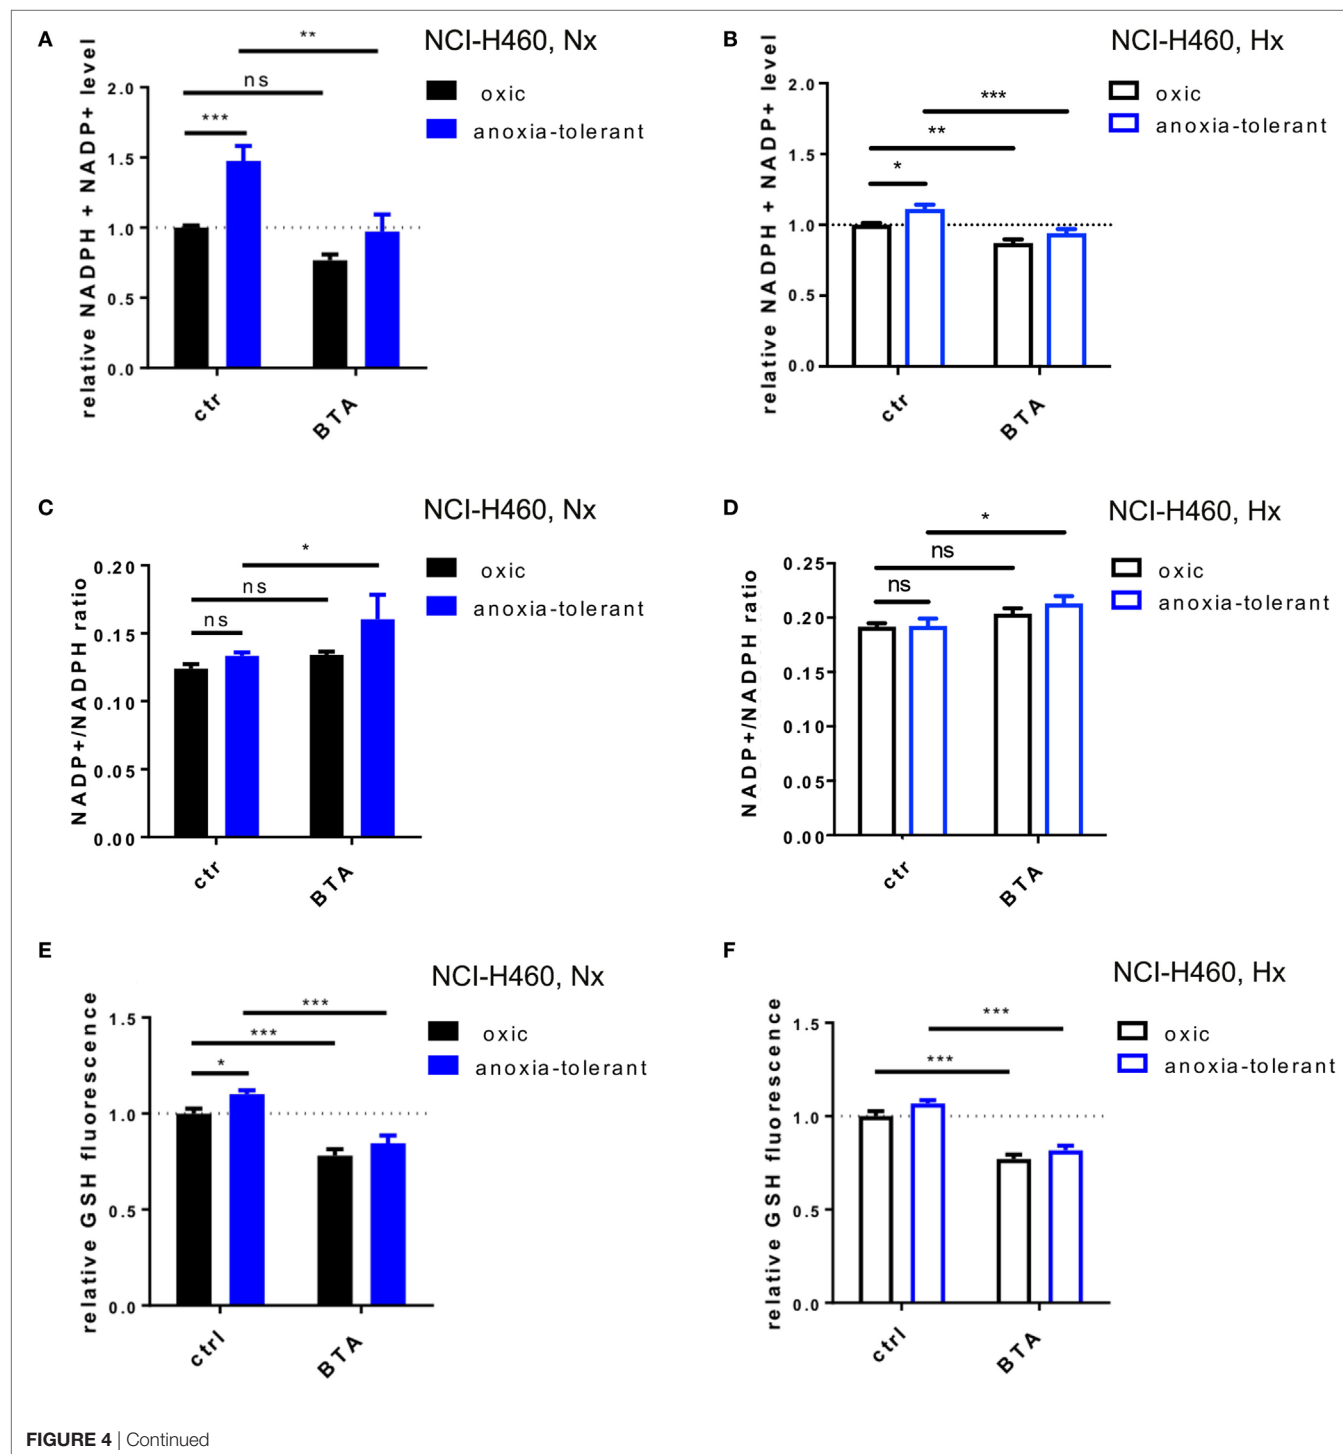 A
NCI-H460, Nx
oxic
anoxia-tolerant
relative NADPH + NADP+ level
**
ns
***
2.0
1.5
1.0
0.5
0.0
ctr
BTA
B
NCI-H460, Hx
oxic
anoxia-tolerant
relative NADPH + NADP+ level
***
**
*
2.0
1.5
1.0
0.5
0.0
ctr
BTA
C
NCI-H460, Nx
oxic
anoxia-tolerant
NADP+/NADPH ratio
*
ns
ns
0.20
0.15
0.10
0.05
0.00
ctr
BTA
D
NCI-H460, Hx
oxic
anoxia-tolerant
NADP+/NADPH ratio
*
ns
ns
0.25
0.20
0.15
0.10
0.05
0.00
ctr
BTA
E
NCI-H460, Nx
oxic
anoxia-tolerant
relative GSH fluorescence
***
***
*
1.5
1.0
0.5
0.0
ctrl
BTA
F
NCI-H460, Hx
oxic
anoxia-tolerant
relative GSH fluorescence
***
***
1.5
1.0
0.5
0.0
ctrl
BTA
FIGURE 4 | Continued